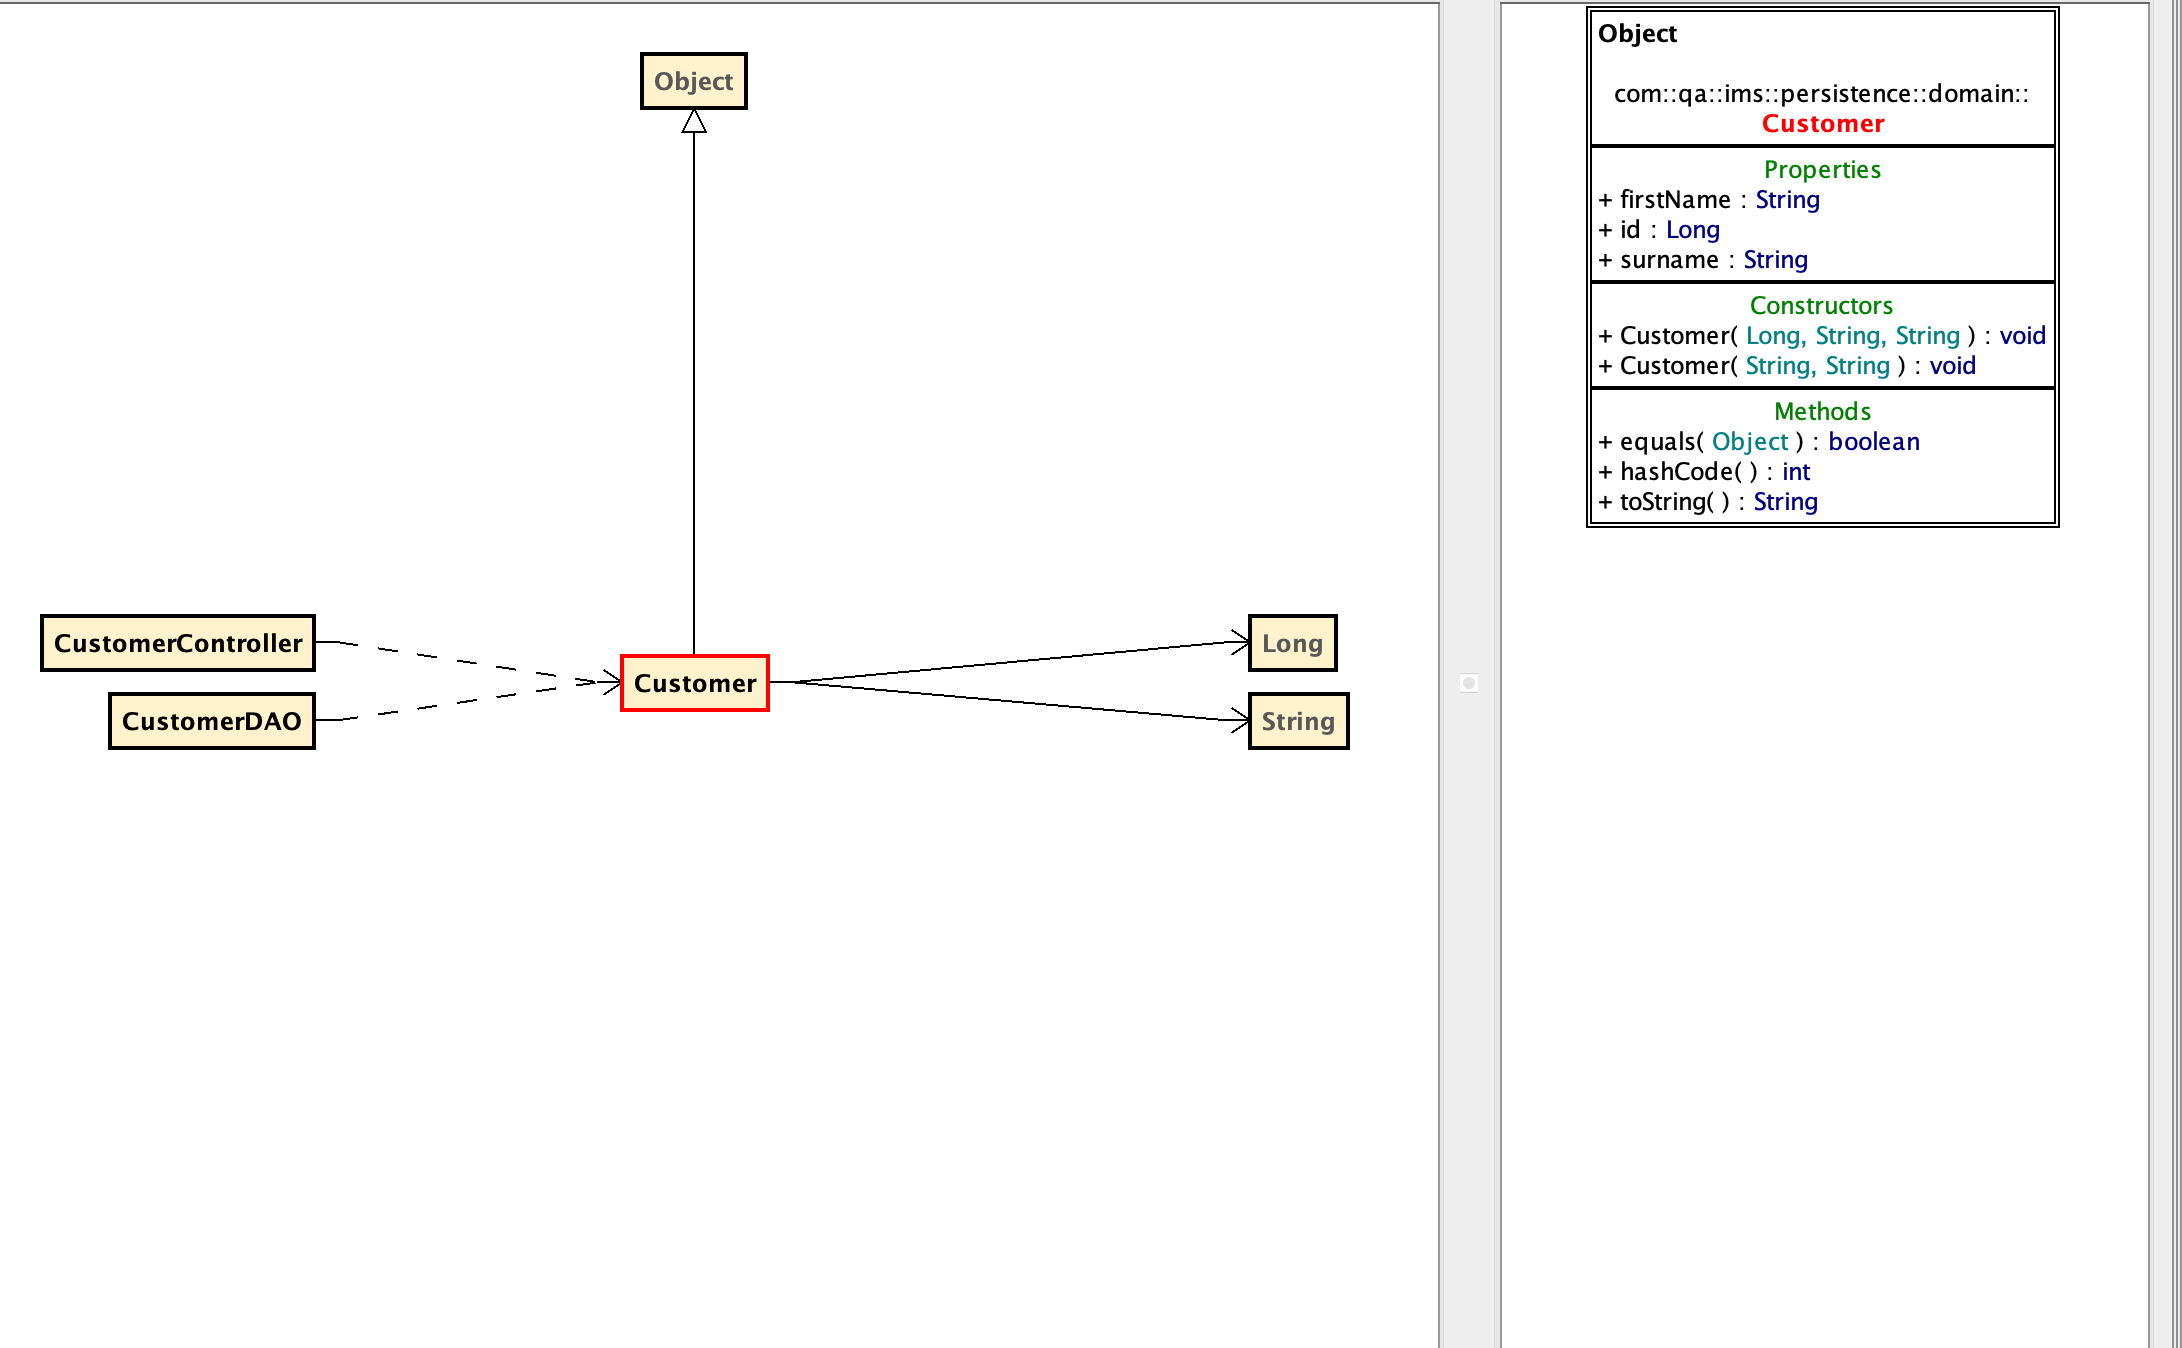 Object
CustomerController
CustomerDAO
Customer
Long
String
Object
com::qa::ims::persistence::domain::
Customer
Properties
+ firstName : String
+ id : Long
+ surname : String
Constructors
+ Customer( Long, String, String ) : void
+ Customer( String, String ) : void
Methods
+ equals( Object ) : boolean
+ hashCode( ) : int
+ toString( ) : String